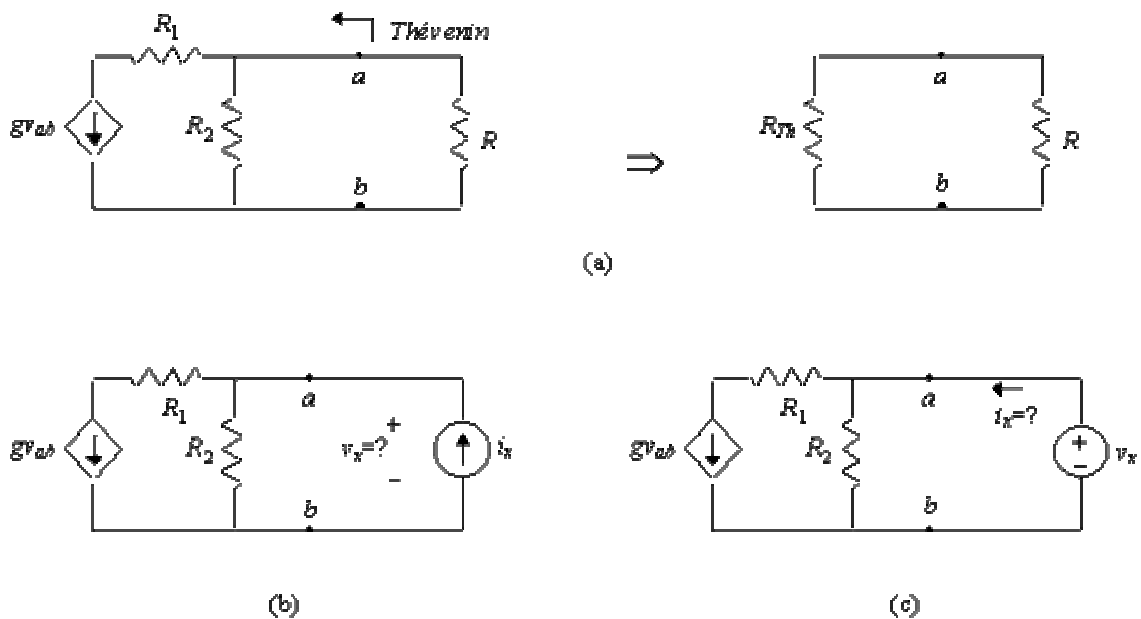 R1
Thévenin
a
gvab
R2
R
b
⇒
a
RTh
R
b
(a)
R1
a
gvab
R2
+
vx=?
–
ix
b
(b)
R1
a
ix=?
gvab
R2
+
–
vx
b
(c)